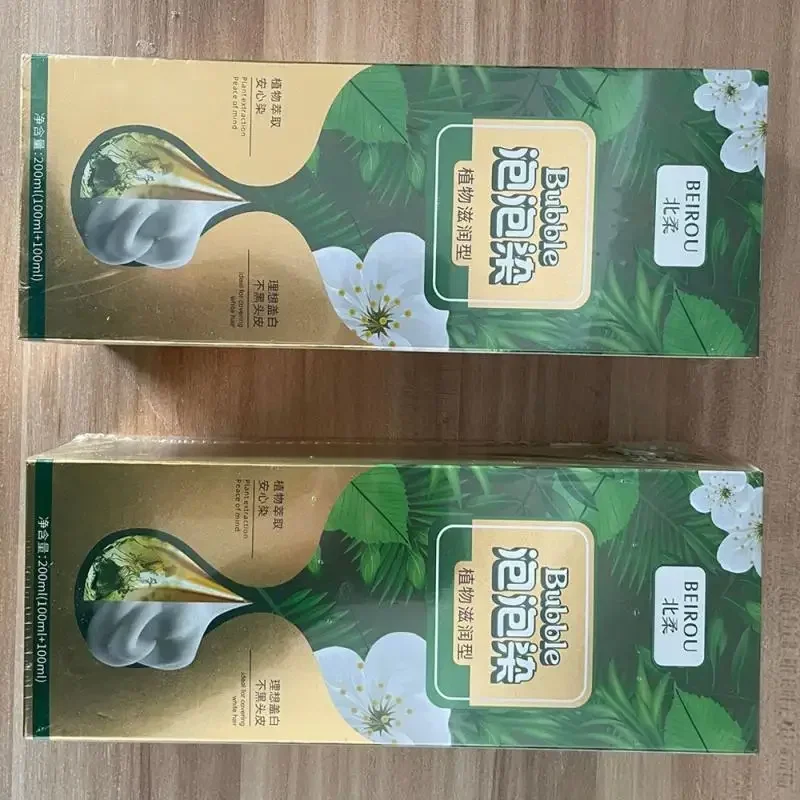 BEIROU
北柔
Bubble
泡泡染
植物滋润型
植物萃取
安心染
Plant extraction
Peace of mind
理想盖白
不黑头皮
ideal for covering
white hair
净含量:200ml(100ml+100ml)
BEIROU
北柔
Bubble
泡泡染
植物滋润型
植物萃取
安心染
Plant extraction
Peace of mind
理想盖白
不黑头皮
ideal for covering
white hair
净含量:200ml(100ml+100ml)